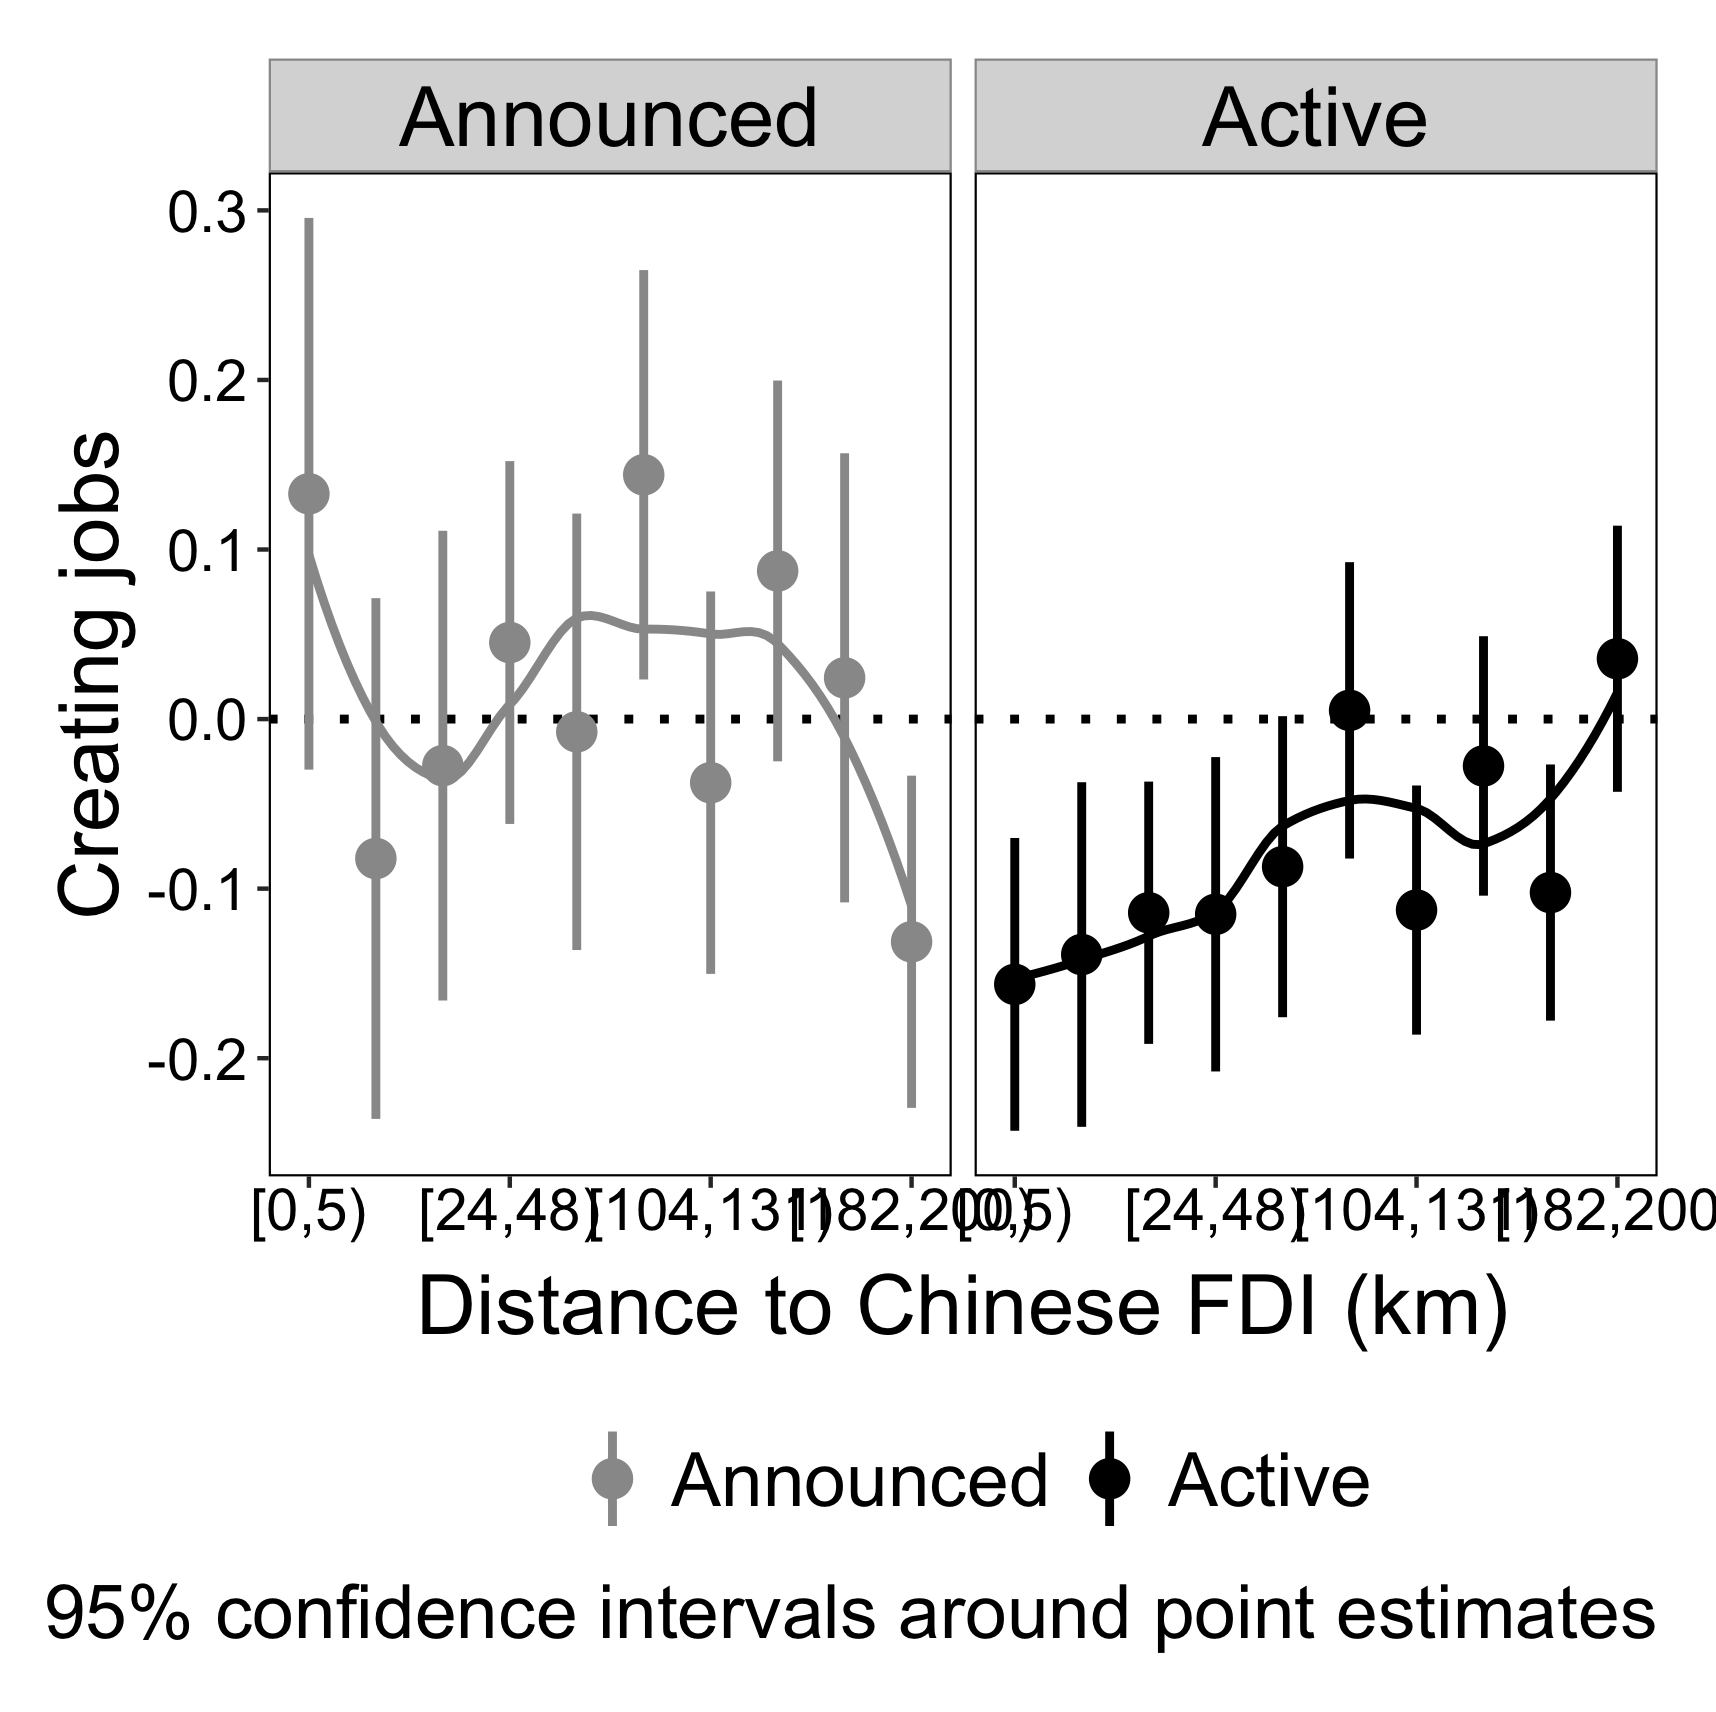 Announced
Active
0.3
0.2
0.1
0.0
-0.1
-0.2
Creating jobs
[0,5) [24,48) [104,131) [182,200) [0,5) [24,48) [104,131) [182,200
Distance to Chinese FDI (km)
Announced Active
95% confidence intervals around point estimates